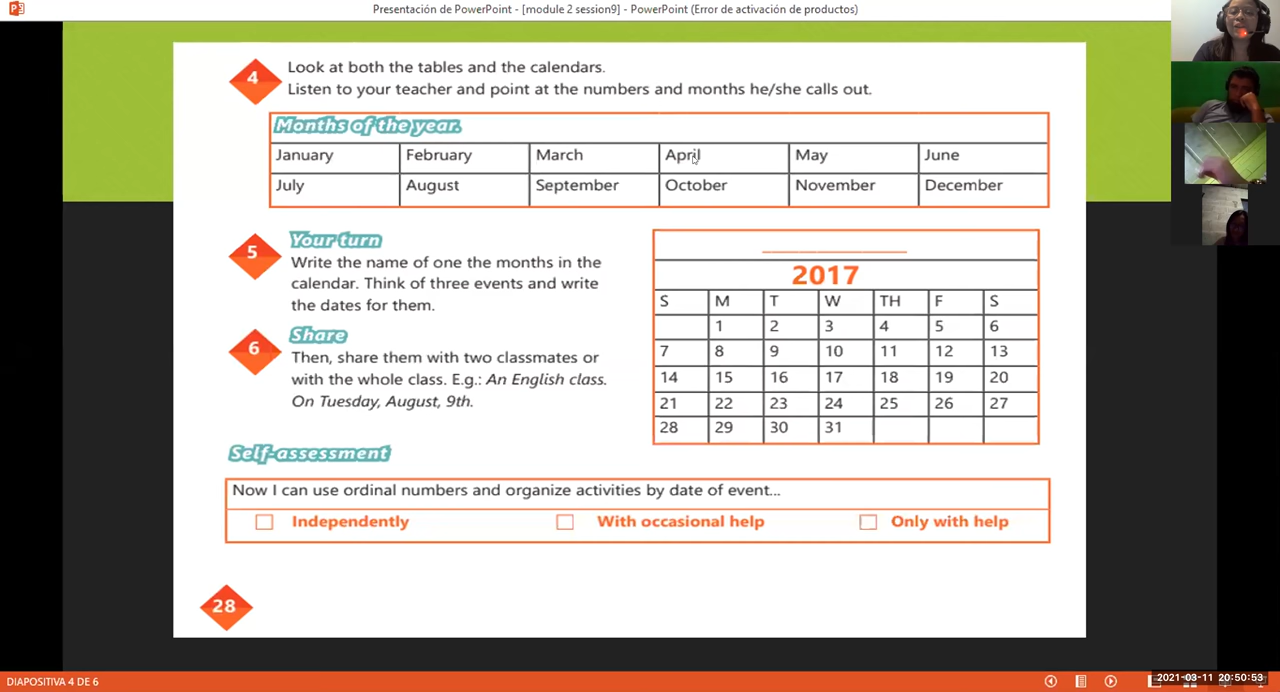 Presentación de PowerPoint - [module 2 session9] - PowerPoint (Error de activación de productos)
4
Look at both the tables and the calendars.
Listen to your teacher and point at the numbers and months he/she calls out.
Months of the year.
January February March April May June
July August September October November December
5
Your turn
Write the name of one the months in the
calendar. Think of three events and write
the dates for them.
6
Share
Then, share them with two classmates or
with the whole class. E.g.: An English class.
On Tuesday, August, 9th.
2017
S M T W TH F S
1 2 3 4 5 6
7 8 9 10 11 12 13
14 15 16 17 18 19 20
21 22 23 24 25 26 27
28 29 30 31
Self-assessment
Now I can use ordinal numbers and organize activities by date of event...
Independently With occasional help Only with help
28
DIAPOSITIVA 4 DE 6
2021-03-11 20:50:53